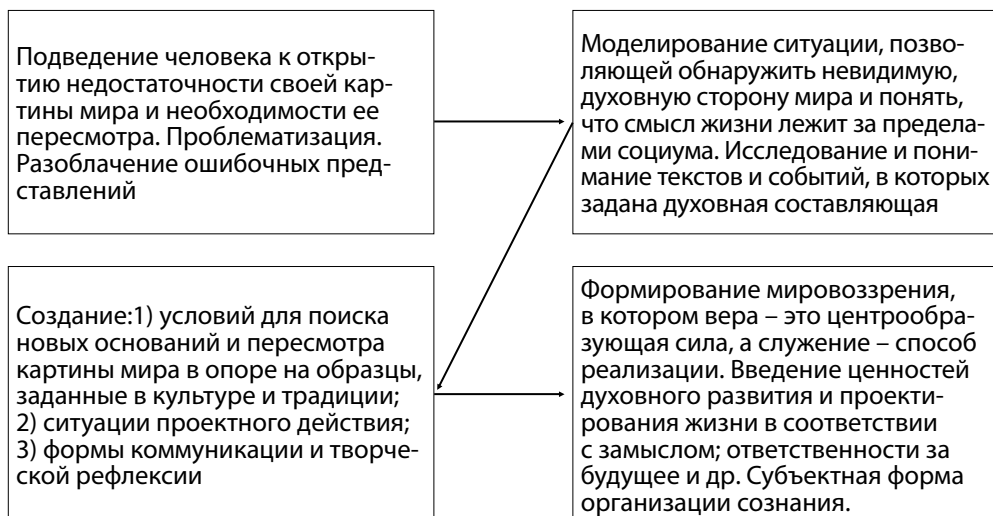 Подведение человека к откры-
тию недостаточности своей кар-
тины мира и необходимости ее
пересмотра. Проблематизация.
Разоблачение ошибочных пред-
ставлений
Моделирование ситуации, позво-
ляющей обнаружить невидимую,
духовную сторону мира и понять,
что смысл жизни лежит за предела-
ми социума. Исследование и пони-
мание текстов и событий, в которых
задана духовная составляющая
Создание:1) условий для поиска
новых оснований и пересмотра
картины мира в опоре на образцы,
заданные в культуре и традиции;
2) ситуации проектного действия;
3) формы коммуникации и творче-
ской рефлексии
Формирование мировоззрения,
в котором вера – это центрообра-
зующая сила, а служение – способ
реализации. Введение ценностей
духовного развития и проекти-
рования жизни в соответствии
с замыслом; ответственности за
будущее и др. Субъектная форма
организации сознания.